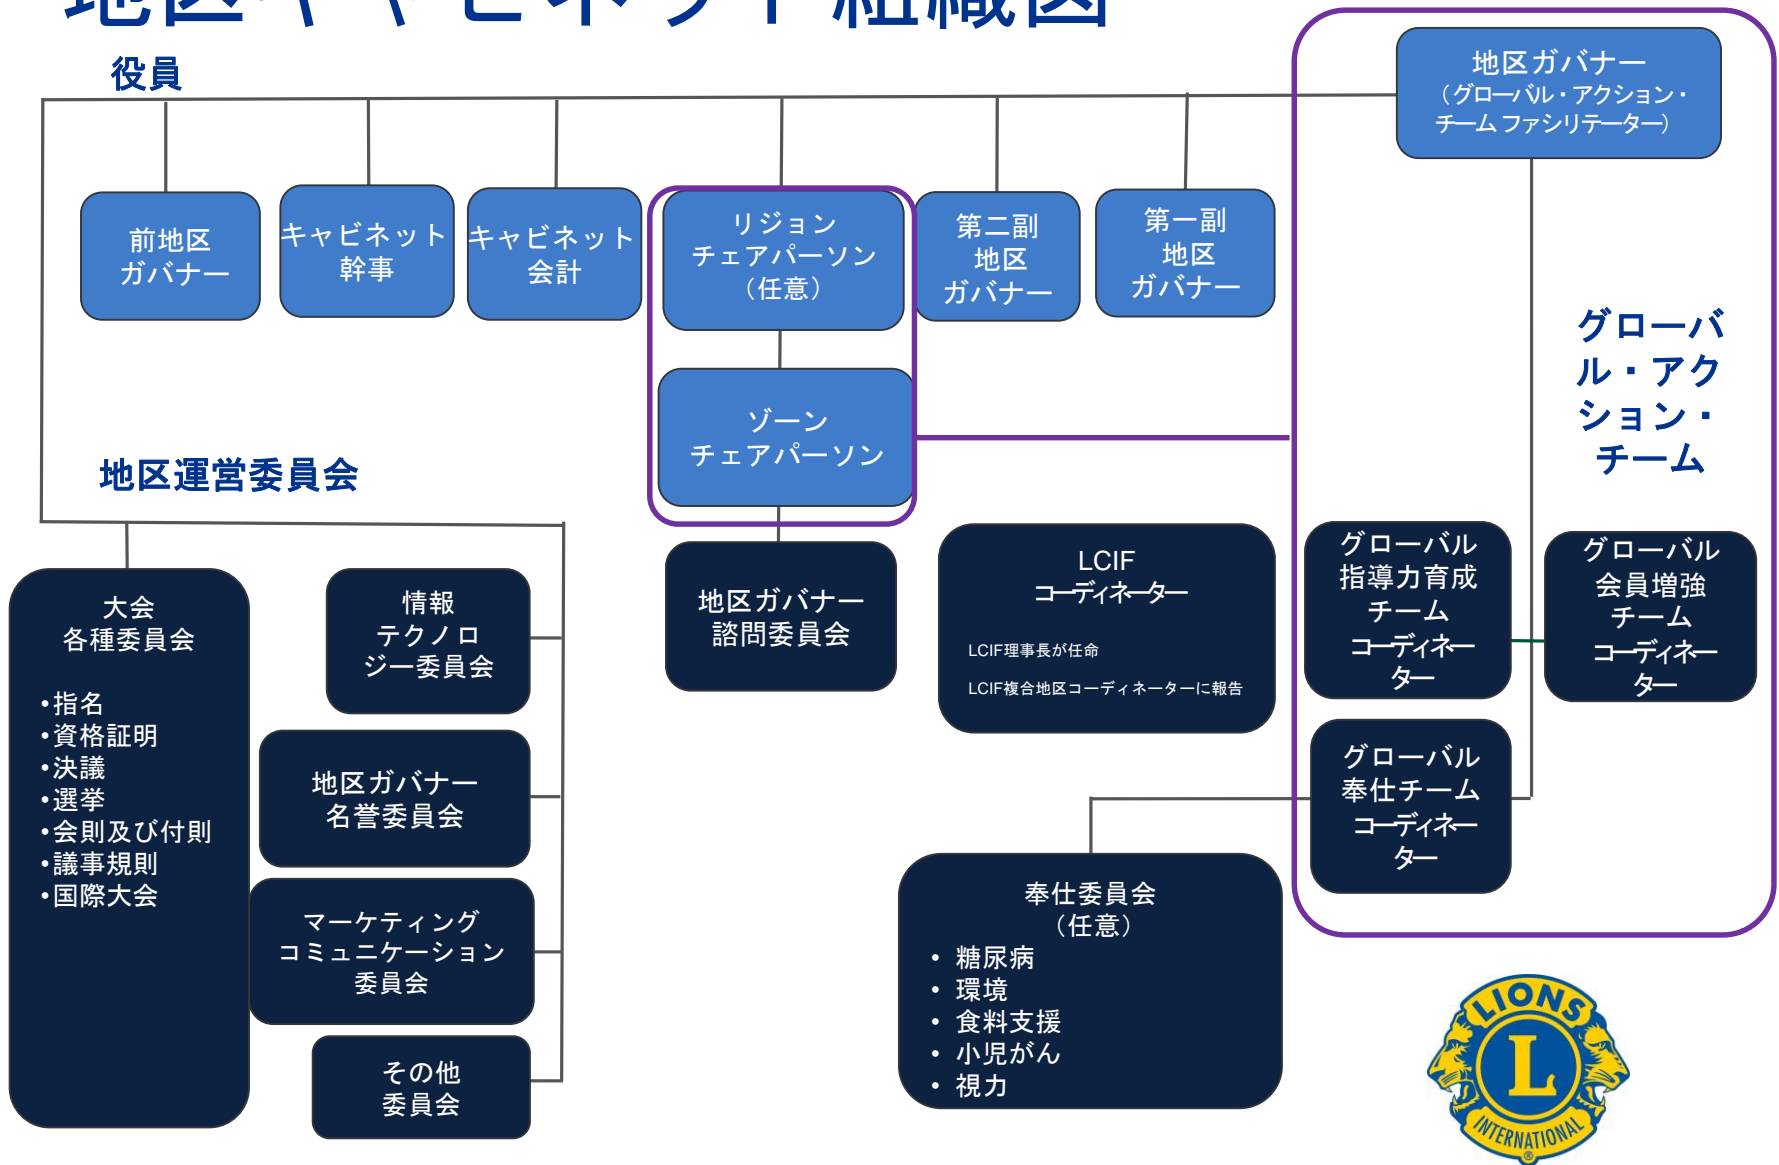 地区キャビネット組織図
役員
地区ガバナー
（グローバル・アクション・
チーム ファシリテーター）
前地区
ガバナー
キャビネット
幹事
キャビネット
会計
リジョン
チェアパーソン
（任意）
第二副
地区
ガバナー
第一副
地区
ガバナー
グローバ
ル・アク
ション・
チーム
ゾーン
チェアパーソン
地区運営委員会
大会
各種委員会
•指名
•資格証明
•決議
•選挙
•会則及び付則
•議事規則
•国際大会
情報
テクノロ
ジー委員会
地区ガバナー
名誉委員会
マーケティング
コミュニケーション
委員会
その他
委員会
地区ガバナー
諮問委員会
LCIF
コーディネーター
LCIF理事長が任命
LCIF複合地区コーディネーターに報告
グローバル
指導力育成
チーム
コーディネー
ター
グローバル
会員増強
チーム
コーディネー
ター
グローバル
奉仕チーム
コーディネー
ター
奉仕委員会
（任意）
• 糖尿病
• 環境
• 食料支援
• 小児がん
• 視力
LIONS
L
INTERNATIONAL
®